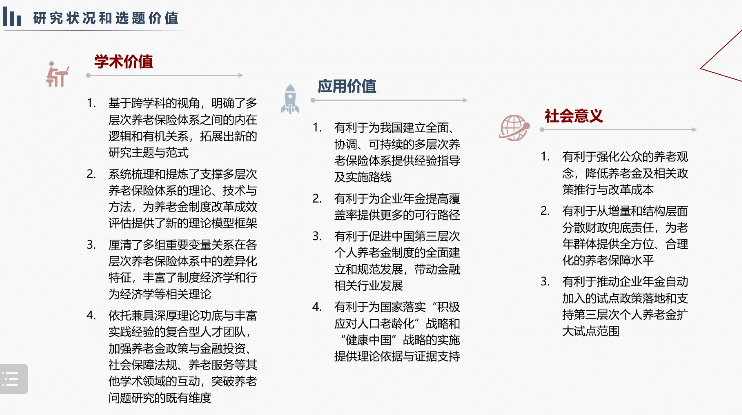 研究状况和选题价值
学术价值
1. 基于跨学科的视角，明确了多
层次养老保险体系之间的内在
逻辑和有机关系，拓展出新的
研究主题与范式
2. 系统梳理和提炼了支撑多层次
养老保险体系的理论、技术与
方法，为养老金制度改革成效
评估提供了新的理论模型框架
3. 厘清了多组重要变量关系在各
层次养老保险体系中的差异化
特征，丰富了制度经济学和行
为经济学等相关理论
4. 依托兼具深厚理论功底与丰富
实践经验的复合型人才团队，
加强养老金政策与金融投资、
社会保障法规、养老服务等其
他学术领域的互动，突破养老
问题研究的既有维度
应用价值
1. 有利于为我国建立全面、
协调、可持续的多层次养
老保险体系提供经验指导
及实施路线
2. 有利于为企业年金提高覆
盖率提供更多的可行路径
3. 有利于促进中国第三层次
个人养老金制度的全面建
立和规范发展，带动金融
相关行业发展
4. 有利于为国家落实“积极
应对人口老龄化”战略和
“健康中国”战略的实施
提供理论依据与证据支持
社会意义
1. 有利于强化公众的养老观
念，降低养老金及相关政
策推行与改革成本
2. 有利于从增量和结构层面
分散财政兜底责任，为老
年群体提供全方位、合理
化的养老保障水平
3. 有利于推动企业年金自动
加入的试点政策落地和支
持第三层次个人养老金扩
大试点范围